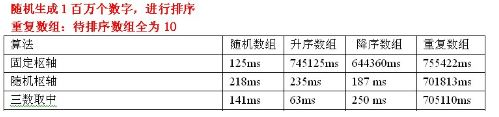 随机生成1百万个数字，进行排序
重复数组：待排序数组全为10
算法 随机数组 升序数组 降序数组 重复数组
固定枢轴 125ms 745125ms 644360ms 755422ms
随机枢轴 218ms 235ms 187 ms 701813ms
三数取中 141ms 63ms 250 ms 705110ms